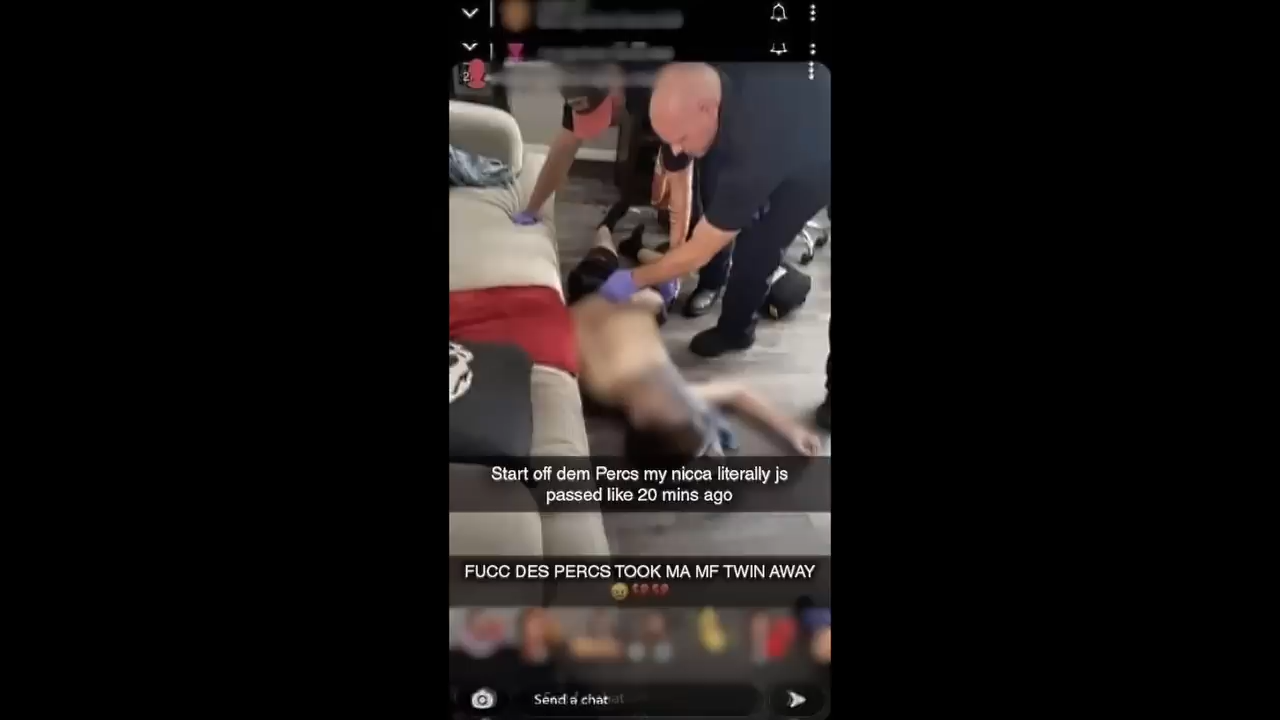 Start off dem Percs my nicca literally js
passed like 20 mins ago
FUCC DES PERCS TOOK MA MF TWIN AWAY
😢💔💔
Send a chat